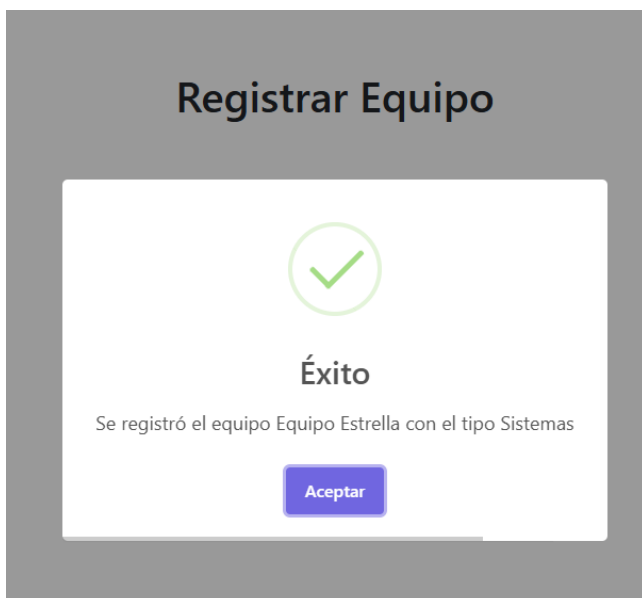 Registrar Equipo
Éxito
Se registró el equipo Equipo Estrella con el tipo Sistemas
Aceptar